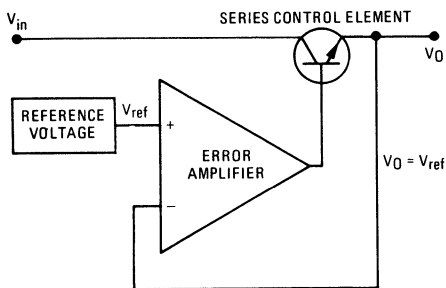 SERIES CONTROL ELEMENT
Vin
VO
REFERENCE
VOLTAGE
Vref
+
ERROR
AMPLIFIER
−
VO = Vref